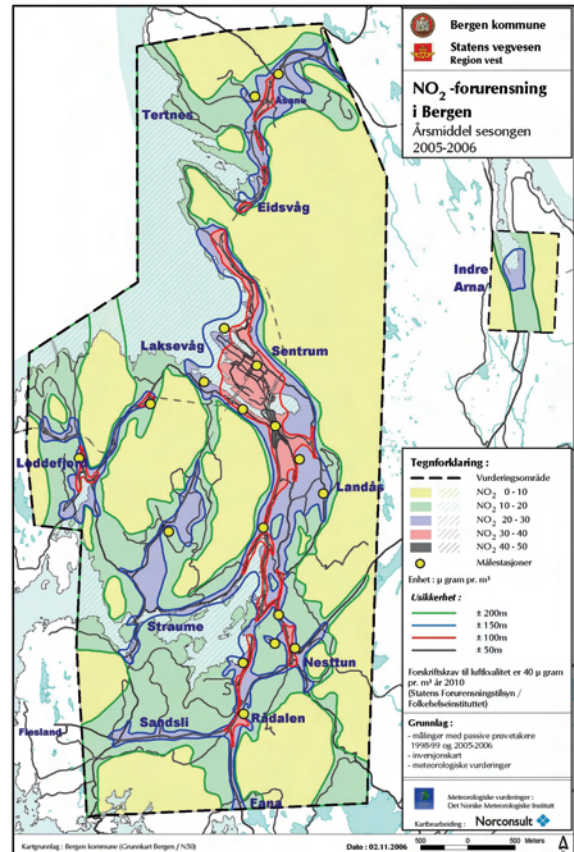 Bergen kommune
Statens vegvesen
Region vest
NO2 -forurensning
i Bergen
Årsmiddel sesongen
2005-2006
Tertnes
Åsane
Eidsvåg
Indre
Arna
Laksevåg
Sentrum
Loddefjord
Landås
Straume
Nesttun
Sandsli
Rådalen
Flesland
Fana
Tegnforklaring :
Vurderingsområde
NO2 0 - 10
NO2 10 - 20
NO2 20 - 30
NO2 30 - 40
NO2 40 - 50
Målestasjoner
Enhet : µ gram pr. m³
Usikkerhet :
± 200m
± 150m
± 100m
± 50m
Forskriftskrav til luftkvalitet er 40 µ gram
pr. m³ år 2010
(Statens Forurensningstilsyn /
Folkehelseinstituttet)
Grunnlag :
- målinger med passive prøvetakere
1998-99 og 2005-2006
- inversjonskart
- meteorologiske vurderinger
Meteorologiske vurderinger :
Det Norske Meteorologiske Institutt
Kartbearbeiding : Norconsult
500 0 500 Meters
Kartgrunnlag : Bergen kommune (Grunnkart Bergen / N50)
Dato : 02.11.2006